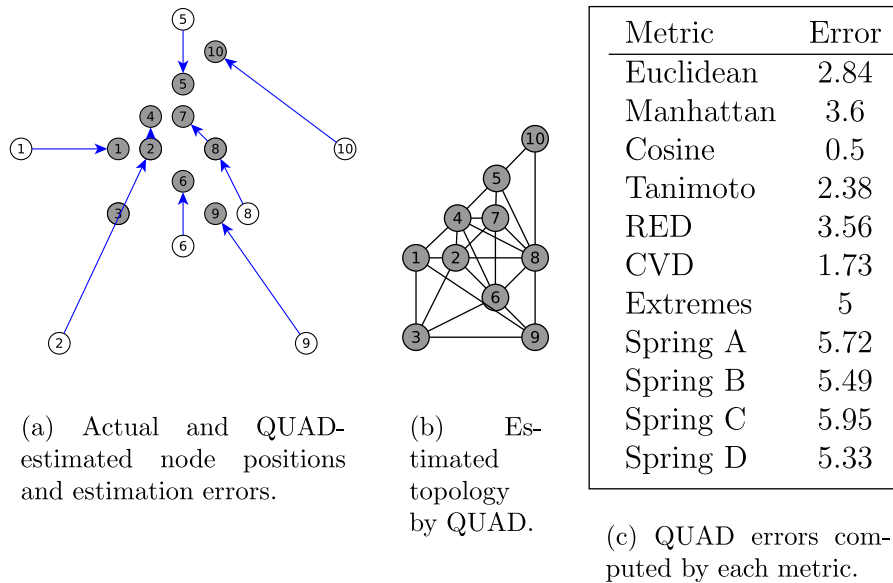 5
10
5
4
7
1
1
2
8
10
6
3
9
8
6
2
9
(a) Actual and QUAD-
estimated node positions
and estimation errors.
10
5
4
7
1
2
8
6
3
9
(b) Es-
timated
topology
by QUAD.
Metric Error
Euclidean 2.84
Manhattan 3.6
Cosine 0.5
Tanimoto 2.38
RED 3.56
CVD 1.73
Extremes 5
Spring A 5.72
Spring B 5.49
Spring C 5.95
Spring D 5.33
(c) QUAD errors com-
puted by each metric.